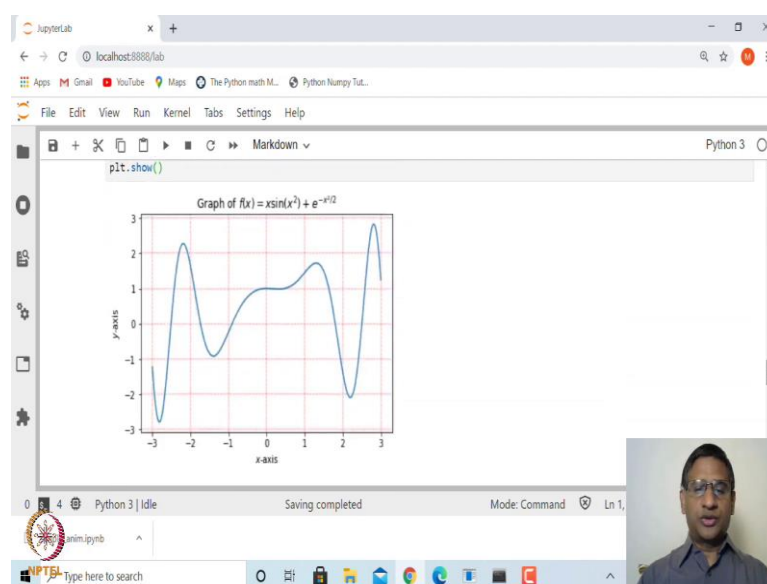 JupyterLab
localhost:8888/lab
M
Apps Gmail YouTube Maps The Python math M... Python Numpy Tut...
File Edit View Run Kernel Tabs Settings Help
Markdown Python 3
plt.show()
Graph of f(x) = xsin(x²) + e^{-x²/2}
3
2
1
0
−1
−2
−3
y-axis
−3 −2 −1 0 1 2 3
x-axis
0 4 Python 3 | Idle Saving completed Mode: Command Ln 1,
anim.ipynb
NPTEL
Type here to search